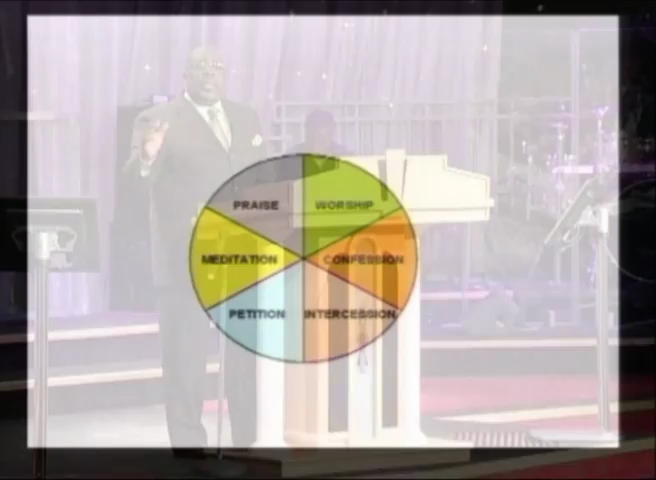 PRAISE
WORSHIP
MEDITATION
CONFESSION
PETITION
INTERCESSION